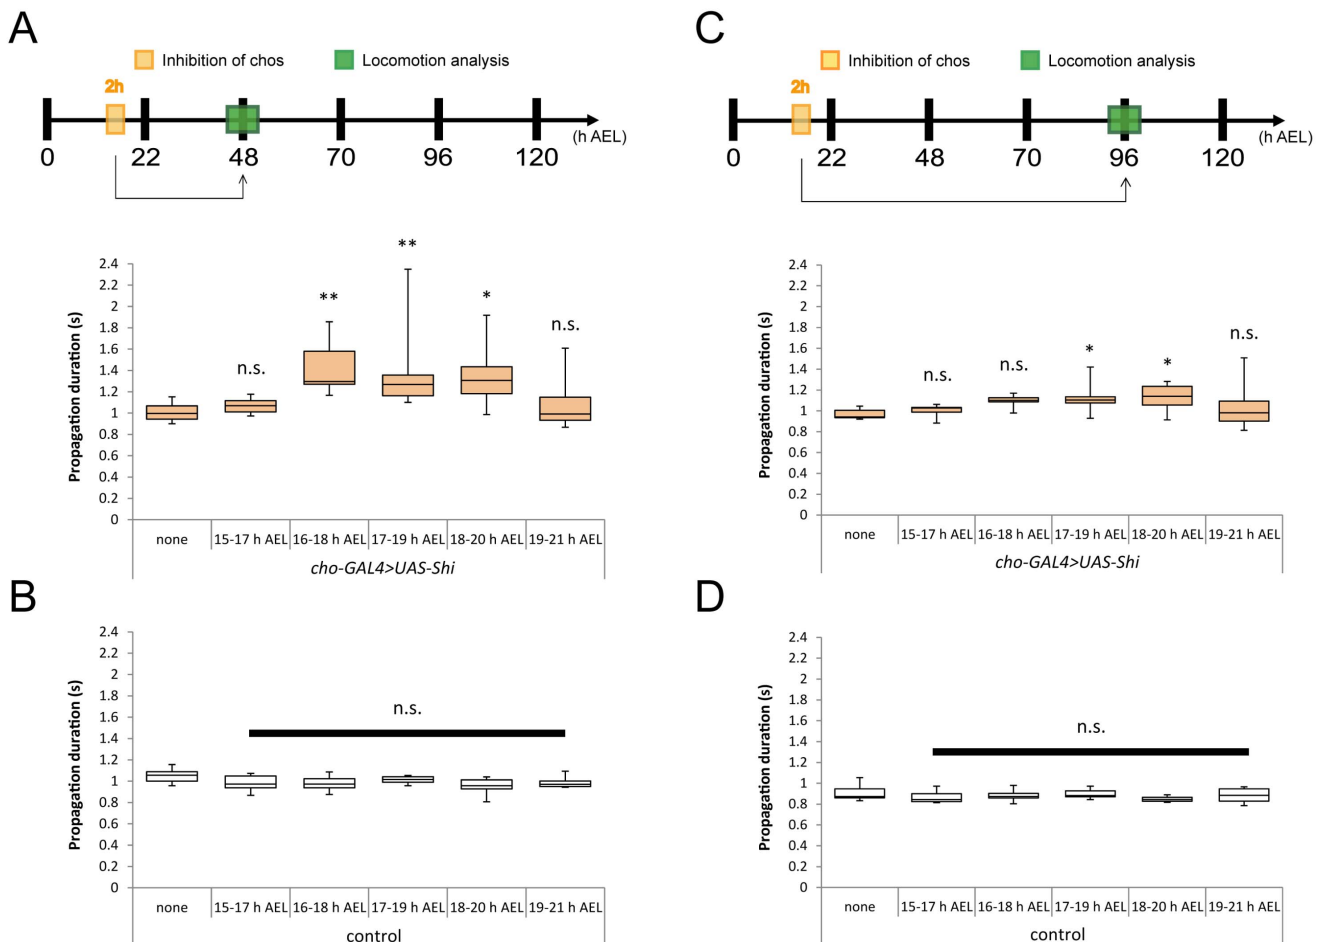 A
Inhibition of chos
Locomotion analysis
2h
0 22 48 70 96 120 (h AEL)
Propagation duration (s)
2.4
2.2
2
1.8
1.6
1.4
1.2
1
0.8
0.6
0.4
0.2
0
n.s. ** ** * n.s.
none 15-17 h AEL 16-18 h AEL 17-19 h AEL 18-20 h AEL 19-21 h AEL
cho-GAL4>UAS-Shi
B
Propagation duration (s)
2.4
2.2
2
1.8
1.6
1.4
1.2
1
0.8
0.6
0.4
0.2
0
n.s.
none 15-17 h AEL 16-18 h AEL 17-19 h AEL 18-20 h AEL 19-21 h AEL
control
C
Inhibition of chos
Locomotion analysis
2h
0 22 48 70 96 120 (h AEL)
Propagation duration (s)
2.4
2.2
2
1.8
1.6
1.4
1.2
1
0.8
0.6
0.4
0.2
0
n.s. n.s. * * n.s.
none 15-17 h AEL 16-18 h AEL 17-19 h AEL 18-20 h AEL 19-21 h AEL
cho-GAL4>UAS-Shi
D
Propagation duration (s)
2.4
2.2
2
1.8
1.6
1.4
1.2
1
0.8
0.6
0.4
0.2
0
n.s.
none 15-17 h AEL 16-18 h AEL 17-19 h AEL 18-20 h AEL 19-21 h AEL
control